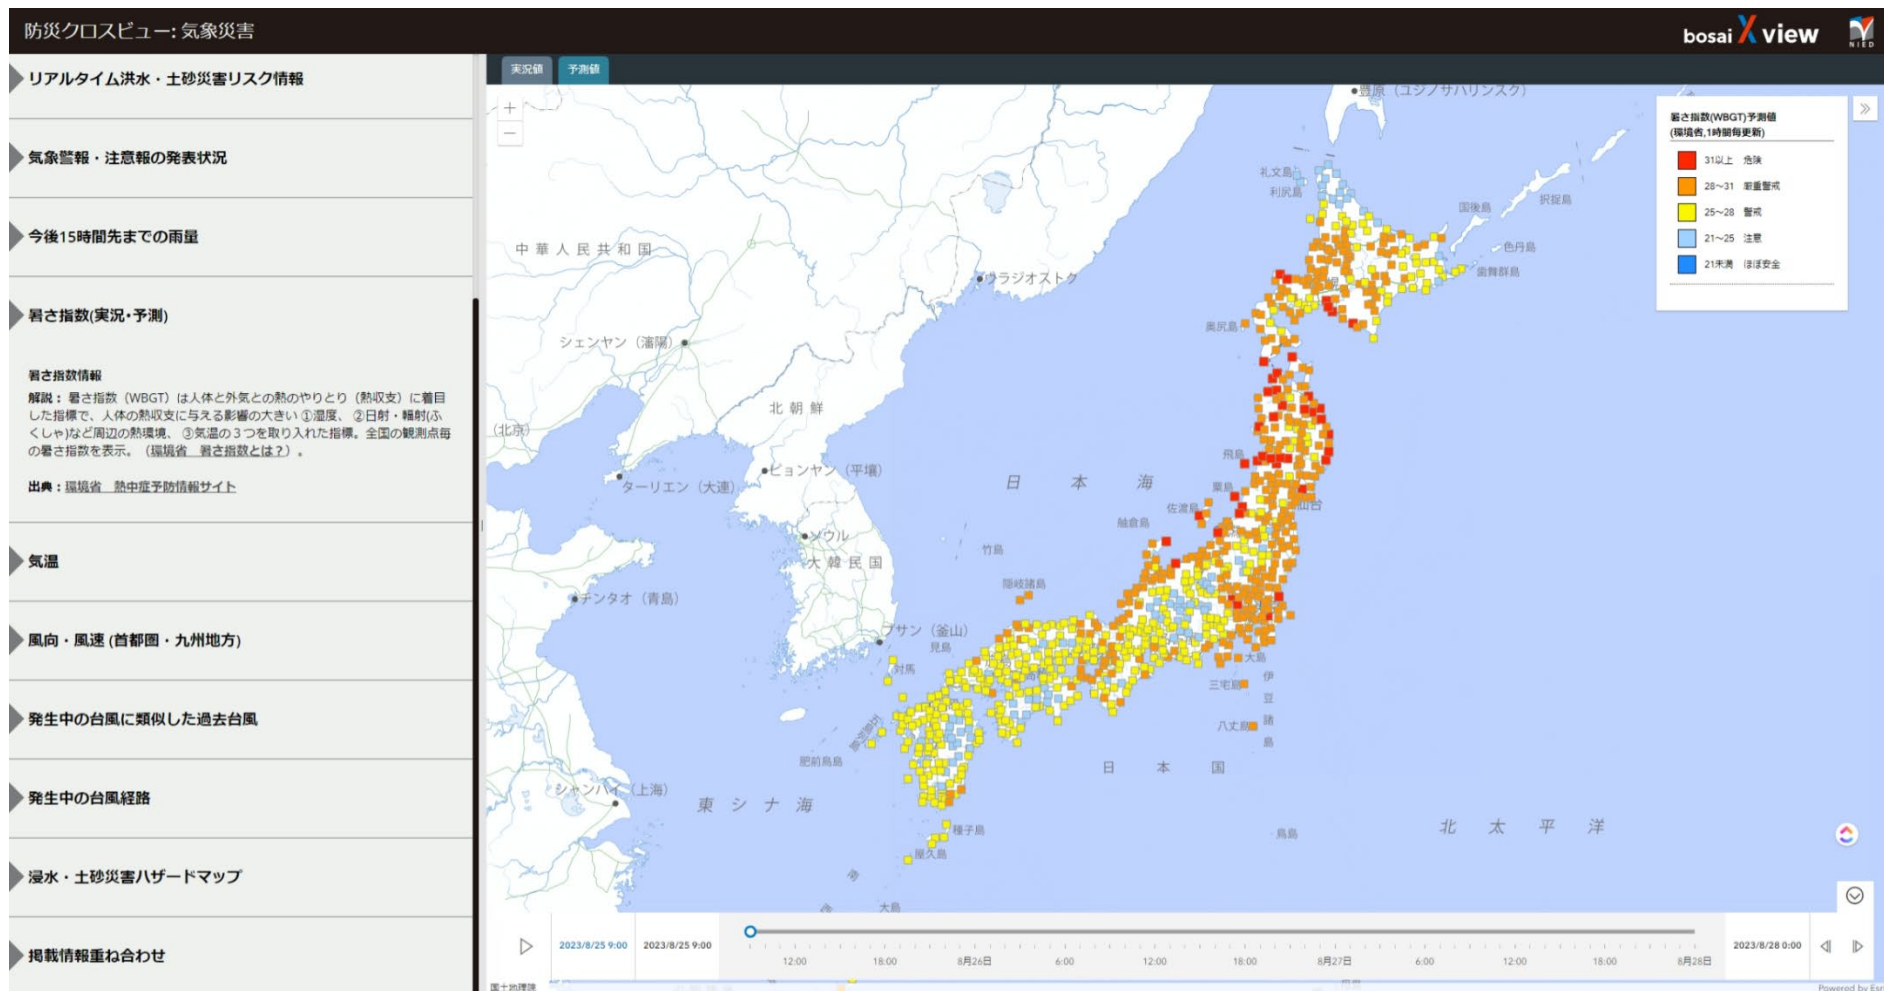 防災クロスビュー: 気象災害
bosai X view
NIED
リアルタイム洪水・土砂災害リスク情報
気象警報・注意報の発表状況
今後15時間先までの雨量
暑さ指数(実況・予測)
暑さ指数情報
解説： 暑さ指数（WBGT）は人体と外気との熱のやりとり（熱収支）に着目
した指標で、人体の熱収支に与える影響の大きい ①湿度、 ②日射・輻射(ふ
くしゃ)など周辺の熱環境、 ③気温の３つを取り入れた指標。全国の観測点毎
の暑さ指数を表示。（環境省　暑さ指数とは？）。
出典：環境省　熱中症予防情報サイト
気温
風向・風速 (首都圏・九州地方)
発生中の台風に類似した過去台風
発生中の台風経路
浸水・土砂災害ハザードマップ
掲載情報重ね合わせ
実況値
予測値
+
−
暑さ指数(WBGT)予測値
(環境省,1時間毎更新)
31以上　危険
28～31　厳重警戒
25～28　警戒
21～25　注意
21未満　ほぼ安全
豊原（ユジノサハリンスク）
礼文島
利尻島
択捉島
国後島
色丹島
歯舞群島
中華人民共和国
ウラジオストク
奥尻島
シェンヤン（瀋陽）
北朝鮮
（北京）
ピョンヤン（平壌）
ターリエン（大連）
日本海
飛島
粟島
佐渡島
仙台
舳倉島
ソウル
大韓民国
竹島
隠岐諸島
チンタオ（青島）
プサン（釜山）
見島
対馬
大島
三宅島
伊豆諸島
八丈島
肥前鳥島
日本国
シャンハイ（上海）
東シナ海
種子島
屋久島
鳥島
北太平洋
大島
2023/8/25 9:00
2023/8/25 9:00
12:00
18:00
8月26日
6:00
12:00
18:00
8月27日
6:00
12:00
18:00
8月28日
2023/8/28 0:00
国土地理院
Powered by Esri